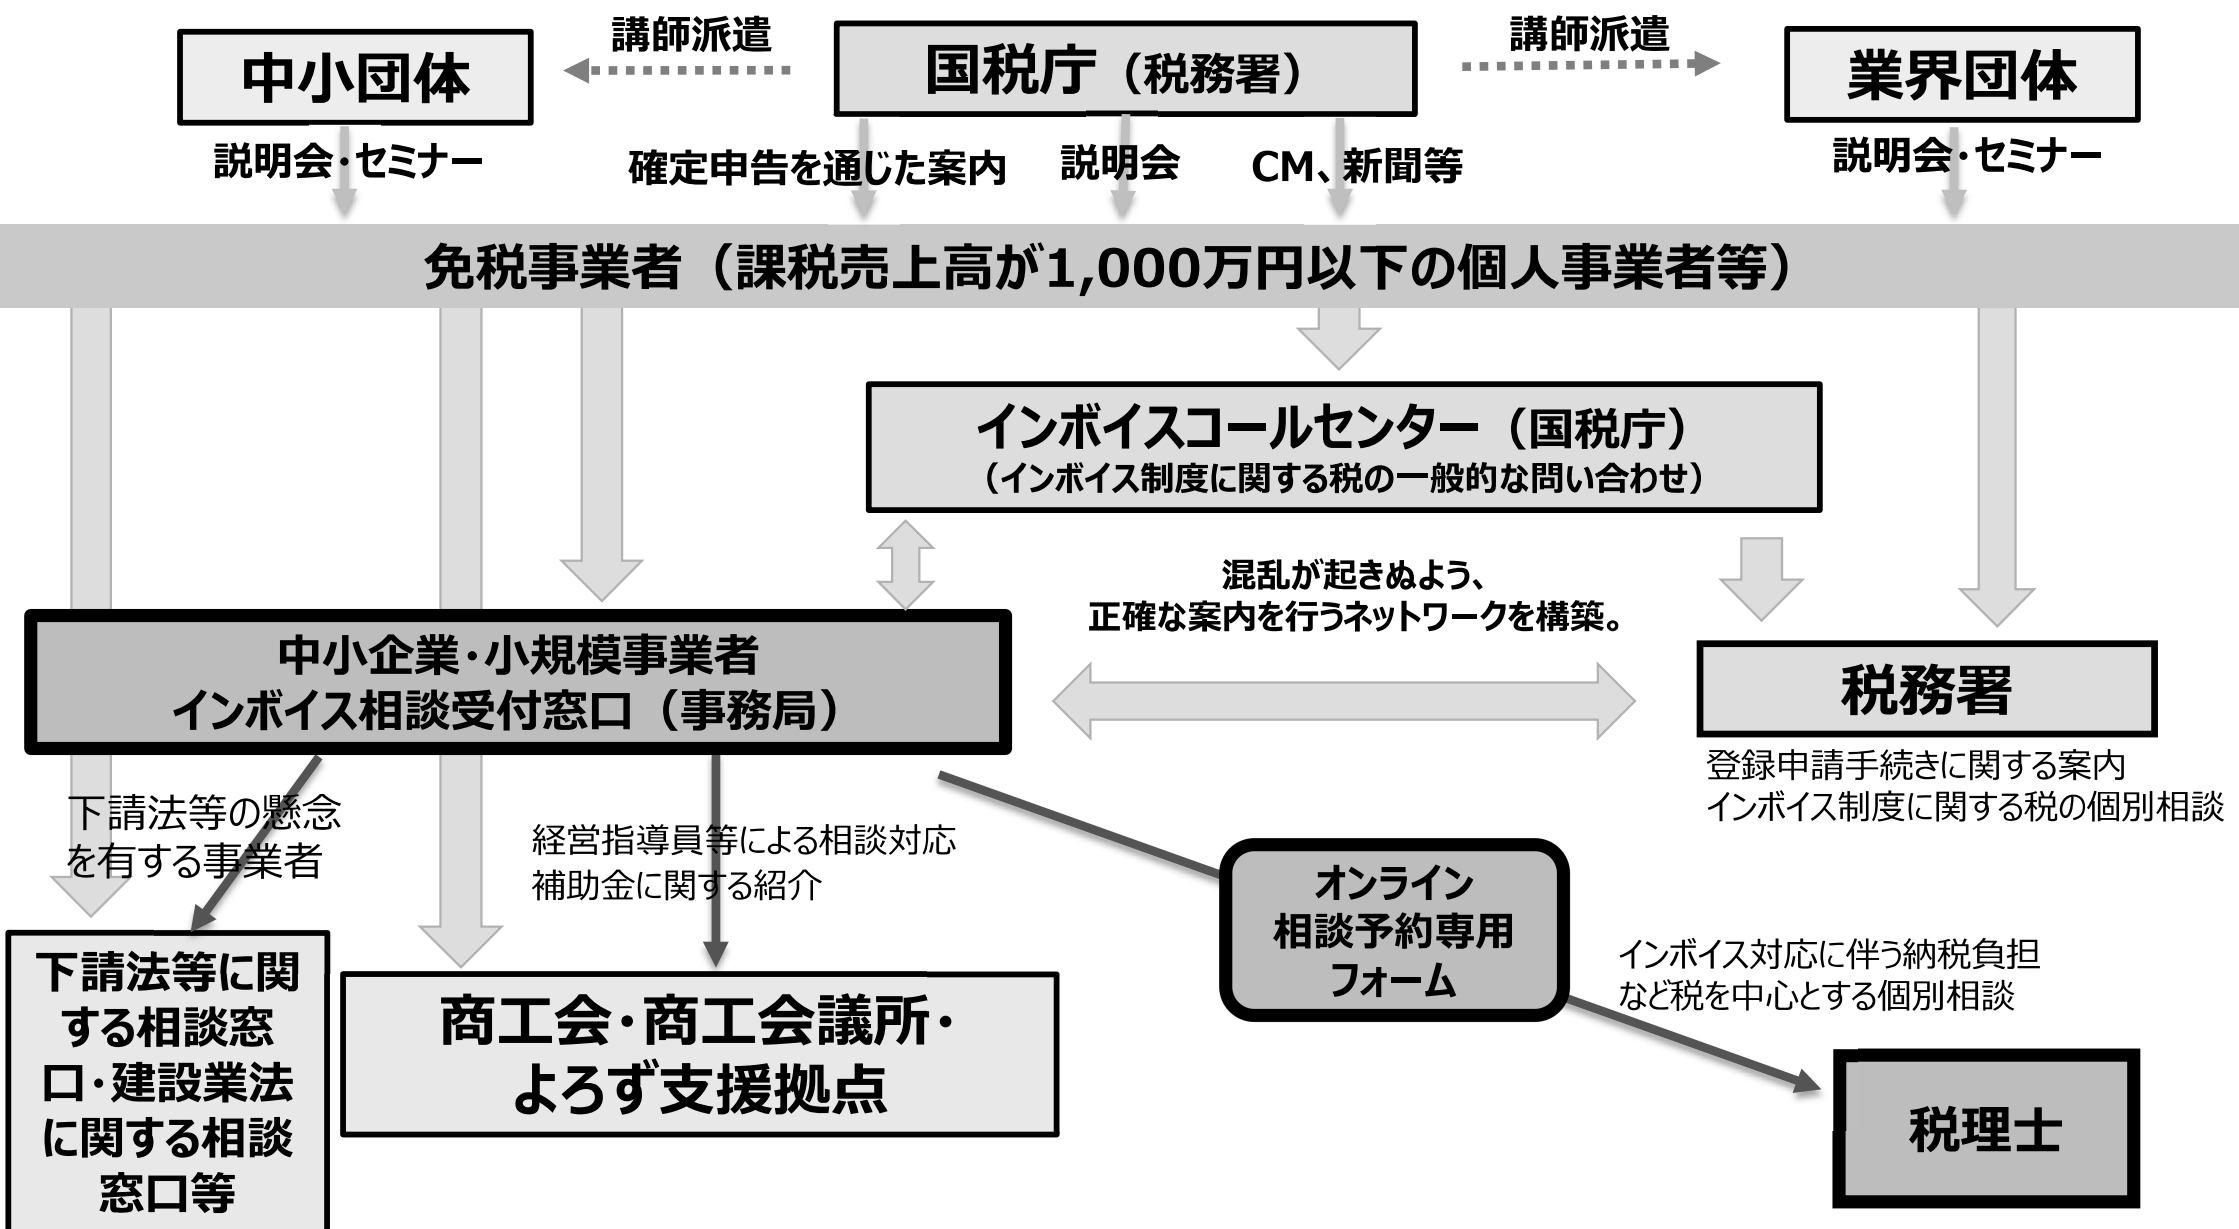 講師派遣
講師派遣
中小団体
国税庁（税務署）
業界団体
説明会・セミナー
確定申告を通じた案内
説明会
CM、新聞等
説明会・セミナー
免税事業者（課税売上高が1,000万円以下の個人事業者等）
インボイスコールセンター（国税庁）
（インボイス制度に関する税の一般的な問い合わせ）
混乱が起きぬよう、
正確な案内を行うネットワークを構築。
中小企業・小規模事業者
インボイス相談受付窓口（事務局）
税務署
登録申請手続きに関する案内
インボイス制度に関する税の個別相談
下請法等の懸念
を有する事業者
経営指導員等による相談対応
補助金に関する紹介
オンライン
相談予約専用
フォーム
インボイス対応に伴う納税負担
など税を中心とする個別相談
下請法等に関
する相談窓
口・建設業法
に関する相談
窓口等
商工会・商工会議所・
よろず支援拠点
税理士